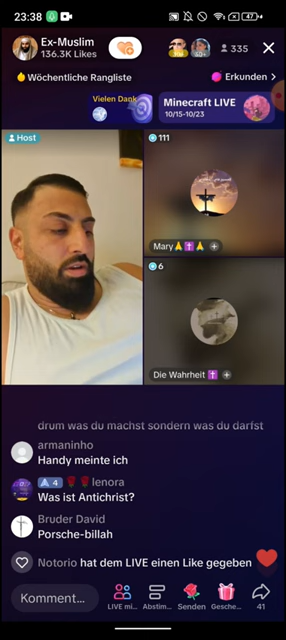 23:38
47
Ex-Muslim
136.3K Likes
335
Wöchentliche Rangliste
Erkunden >
Vielen Dank
Minecraft LIVE
10/15-10/23
Host
111
Mary
6
Die Wahrheit
drum was du machst sondern was du darfst
armaninho
Handy meinte ich
4 lenora
Was ist Antichrist?
Bruder David
Porsche-billah
Notorio hat dem LIVE einen Like gegeben
Komment...
LIVE mi...
Abstim...
Senden
Gesche...
41